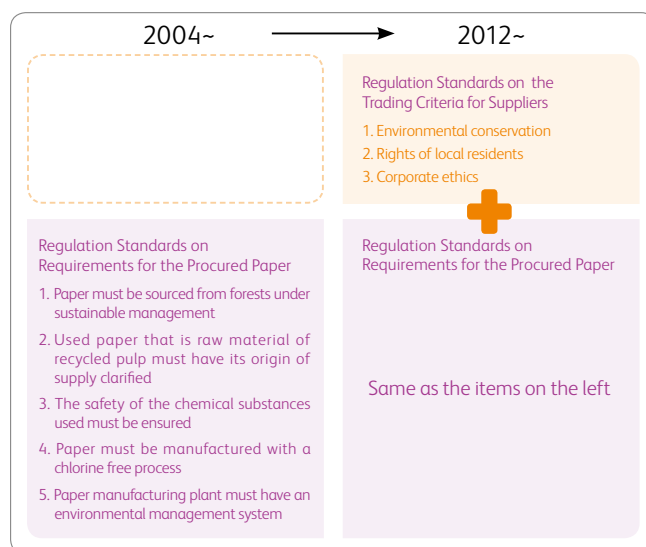 2004~
2012~
Regulation Standards on the
Trading Criteria for Suppliers
1. Environmental conservation
2. Rights of local residents
3. Corporate ethics
Regulation Standards on
Requirements for the Procured Paper
1. Paper must be sourced from forests under
sustainable management
2. Used paper that is raw material of
recycled pulp must have its origin of
supply clarified
3. The safety of the chemical substances
used must be ensured
4. Paper must be manufactured with a
chlorine free process
5. Paper manufacturing plant must have an
environmental management system
Regulation Standards on
Requirements for the Procured Paper
Same as the items on the left